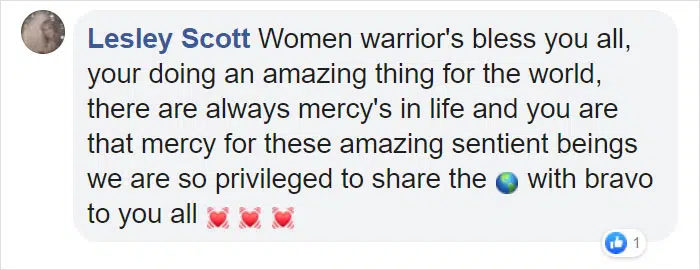 Lesley Scott Women warrior's bless you all,
your doing an amazing thing for the world,
there are always mercy's in life and you are
that mercy for these amazing sentient beings
we are so privileged to share the 🌎 with bravo
to you all 💓 💓 💓
1